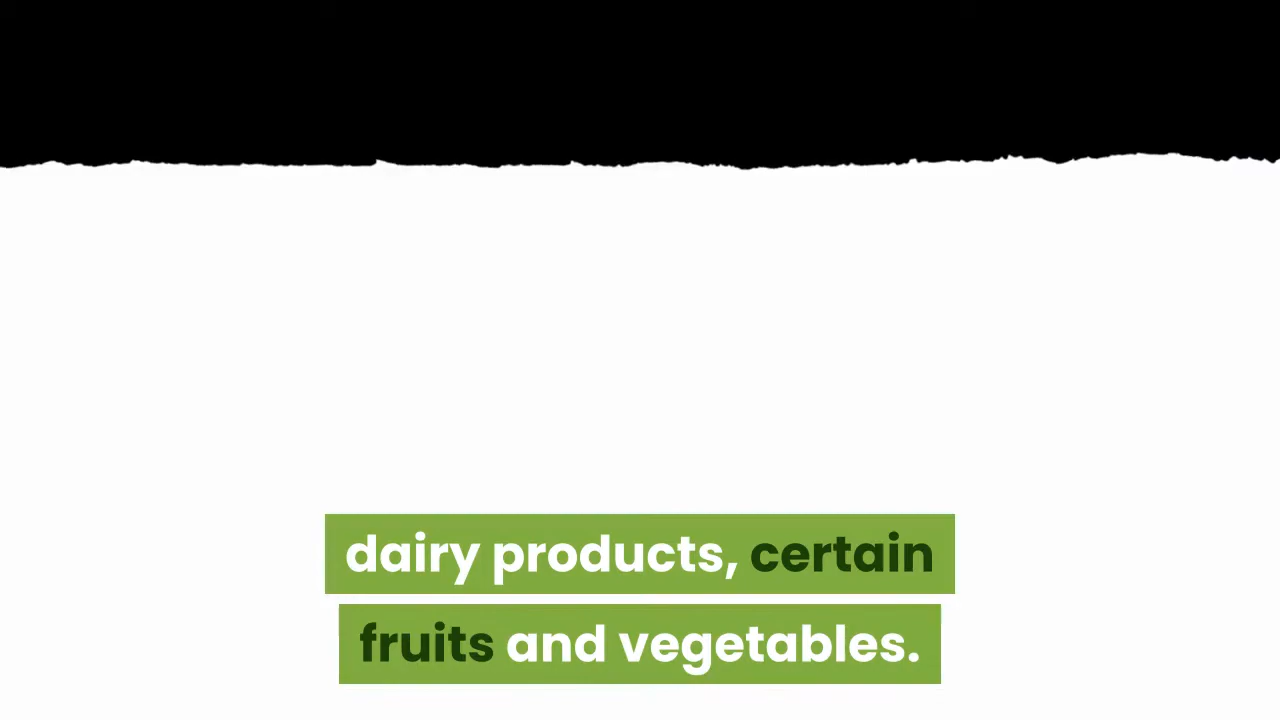 dairy products, certain
fruits and vegetables.